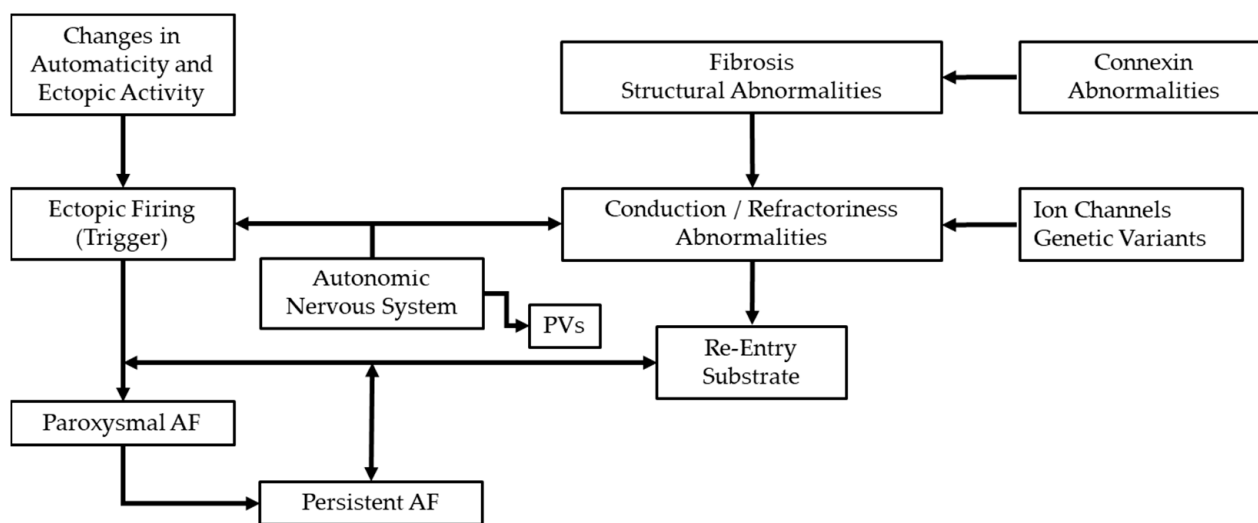 Changes in
Automaticity and
Ectopic Activity
Fibrosis
Structural Abnormalities
Connexin
Abnormalities
Ectopic Firing
(Trigger)
Conduction / Refractoriness
Abnormalities
Ion Channels
Genetic Variants
Autonomic
Nervous System
PVs
Re-Entry
Substrate
Paroxysmal AF
Persistent AF